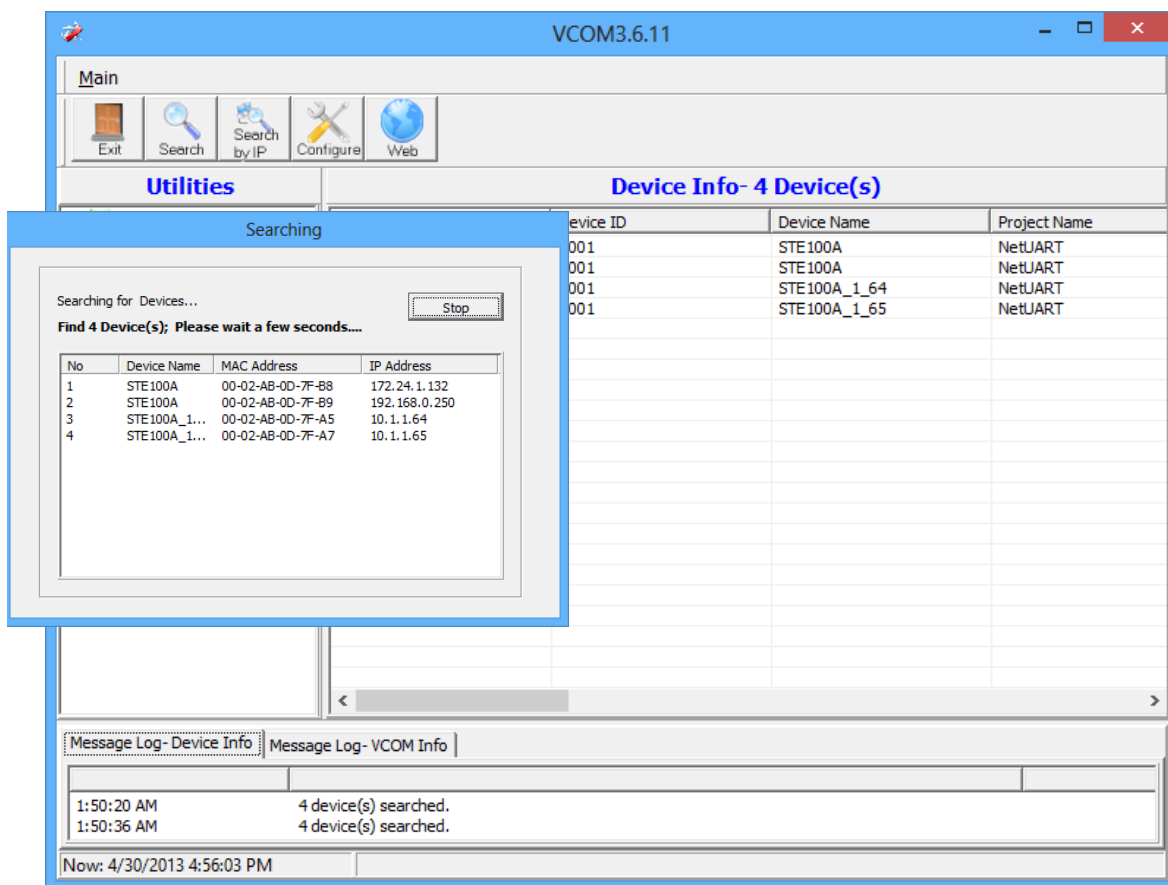 VCOM3.6.11
Main
Exit
Search
Search by IP
Configure
Web
Utilities
Device Info- 4 Device(s)
evice ID Device Name Project Name
001 STE100A NetUART
001 STE100A NetUART
001 STE100A_1_64 NetUART
001 STE100A_1_65 NetUART
Searching
Searching for Devices...
Stop
Find 4 Device(s); Please wait a few seconds....
No Device Name MAC Address IP Address
1 STE100A 00-02-AB-0D-7F-B8 172.24.1.132
2 STE100A 00-02-AB-0D-7F-B9 192.168.0.250
3 STE100A_1... 00-02-AB-0D-7F-A5 10.1.1.64
4 STE100A_1... 00-02-AB-0D-7F-A7 10.1.1.65
Message Log- Device Info Message Log- VCOM Info
1:50:20 AM 4 device(s) searched.
1:50:36 AM 4 device(s) searched.
Now: 4/30/2013 4:56:03 PM